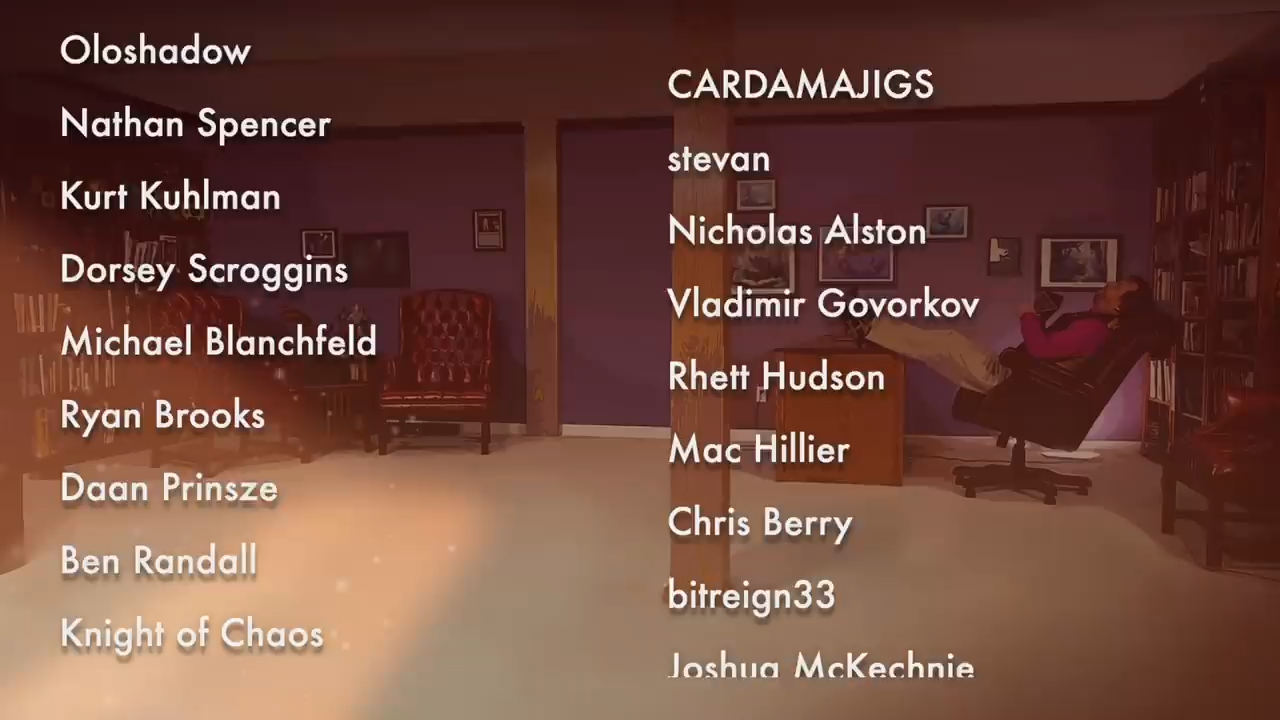 Oloshadow
Nathan Spencer
Kurt Kuhlman
Dorsey Scroggins
Michael Blanchfeld
Ryan Brooks
Daan Prinsze
Ben Randall
Knight of Chaos
CARDAMAJIGS
stevan
Nicholas Alston
Vladimir Govorkov
Rhett Hudson
Mac Hillier
Chris Berry
bitreign33
Joshua McKechnie